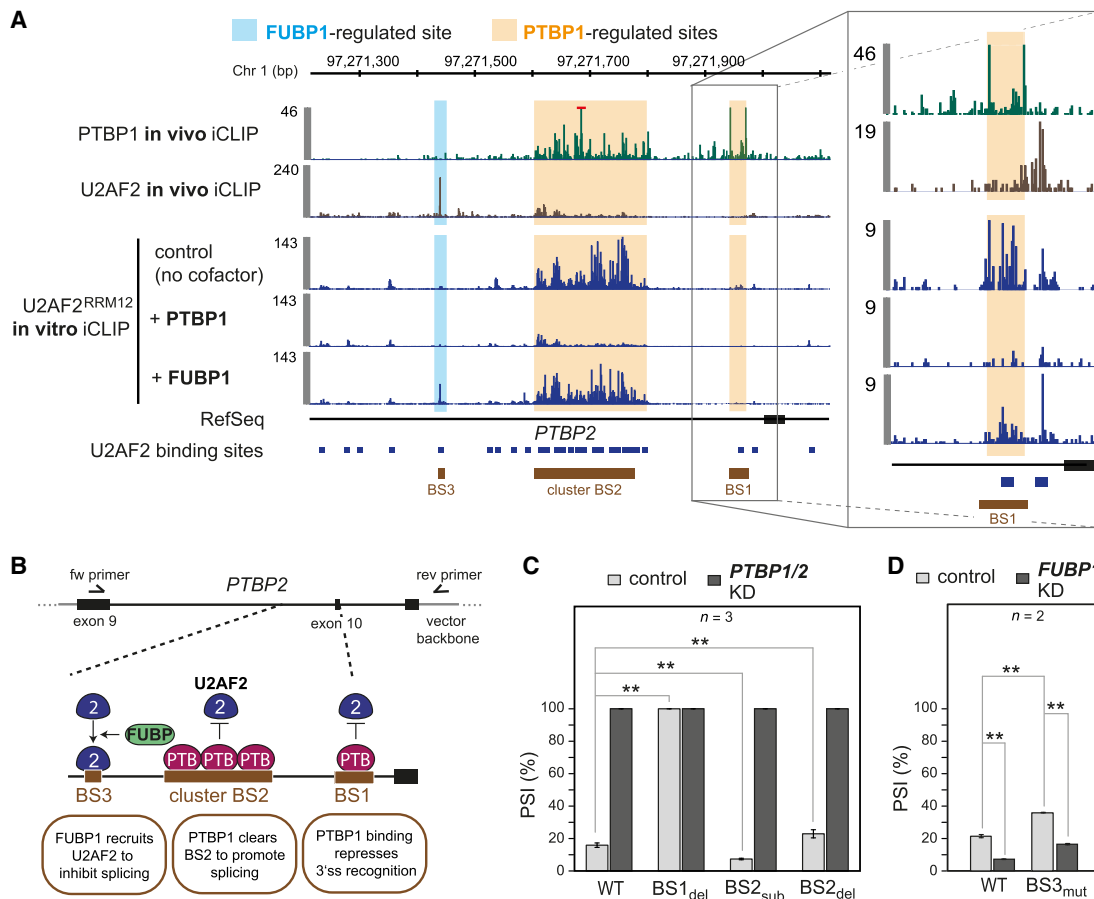 A
FUBP1-regulated site
PTBP1-regulated sites
Chr 1 (bp)
97,271,300
97,271,500
97,271,700
97,271,900
PTBP1 in vivo iCLIP
46
U2AF2 in vivo iCLIP
240
U2AF2RRM12
in vitro iCLIP
control
(no cofactor)
143
+ PTBP1
143
+ FUBP1
143
RefSeq
PTBP2
U2AF2 binding sites
BS3
cluster BS2
BS1
46
19
9
9
9
BS1
B
fw primer
PTBP2
rev primer
exon 9
exon 10
vector
backbone
U2AF2
2
2
2
FUBP
2
PTB
PTB
PTB
PTB
BS3
cluster BS2
BS1
FUBP1 recruits
U2AF2 to
inhibit splicing
PTBP1 clears
BS2 to promote
splicing
PTBP1 binding
represses
3'ss recognition
C
control
PTBP1/2
KD
n = 3
**
**
**
PSI (%)
100
80
60
40
20
0
WT
BS1del
BS2sub
BS2del
D
control
FUBP1
KD
n = 2
**
**
**
PSI (%)
100
80
60
40
20
0
WT
BS3mut